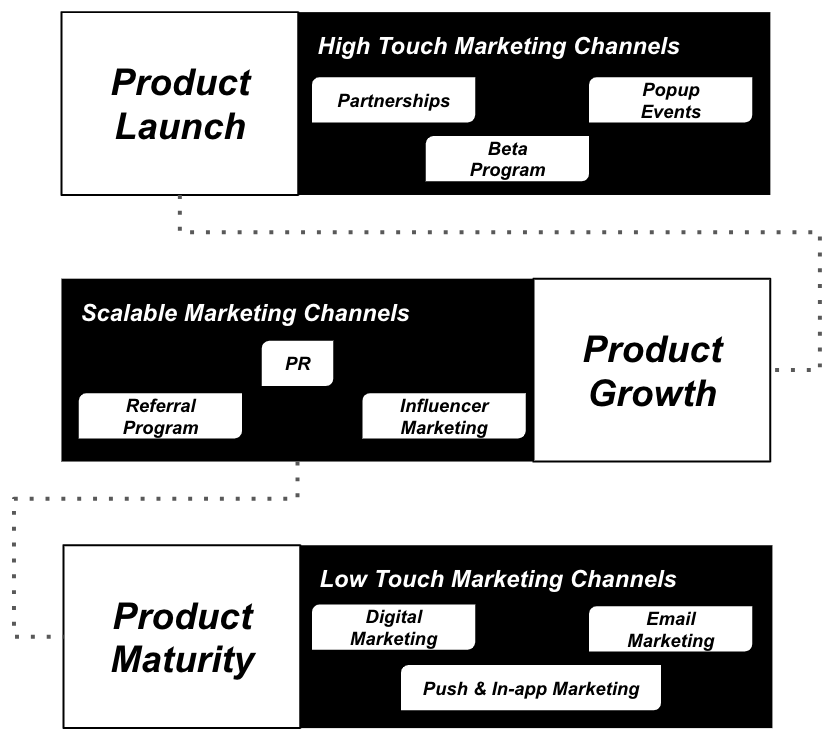 Product
Launch
High Touch Marketing Channels
Partnerships
Popup
Events
Beta
Program
Scalable Marketing Channels
PR
Referral
Program
Influencer
Marketing
Product
Growth
Product
Maturity
Low Touch Marketing Channels
Digital
Marketing
Email
Marketing
Push & In-app Marketing